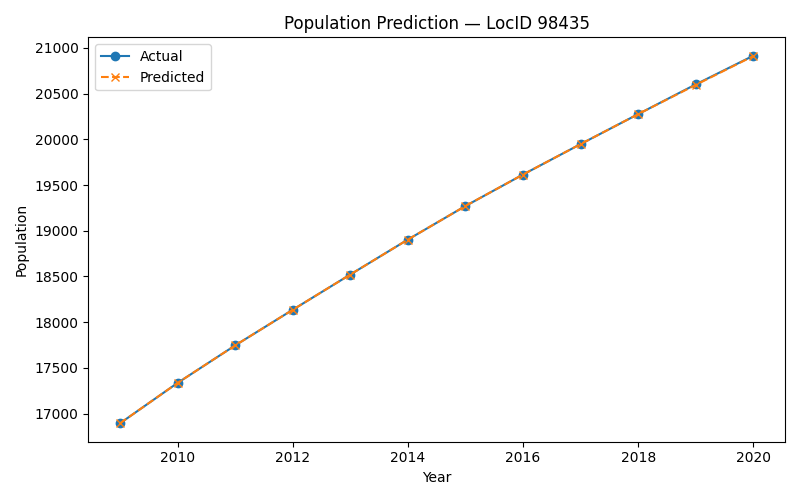 Population Prediction — LocID 98435
Actual
Predicted
21000
20500
20000
19500
19000
18500
18000
17500
17000
Population
2010 2012 2014 2016 2018 2020
Year